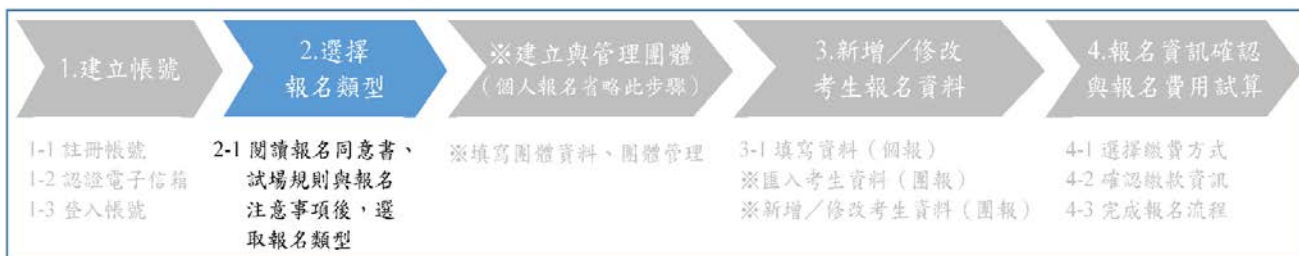 1.建立帳號
2.選擇
報名類型
※建立與管理團體
(個人報名省略此步驟)
3.新增／修改
考生報名資料
4.報名資訊確認
與報名費用試算
1-1 註冊帳號
1-2 認證電子信箱
1-3 登入帳號
2-1 閱讀報名同意書、
試場規則與報名
注意事項後，選
取報名類型
※填寫團體資料、團體管理
3-1 填寫資料（個報）
※匯入考生資料（團報）
※新增／修改考生資料（團報）
4-1 選擇繳費方式
4-2 確認繳款資訊
4-3 完成報名流程